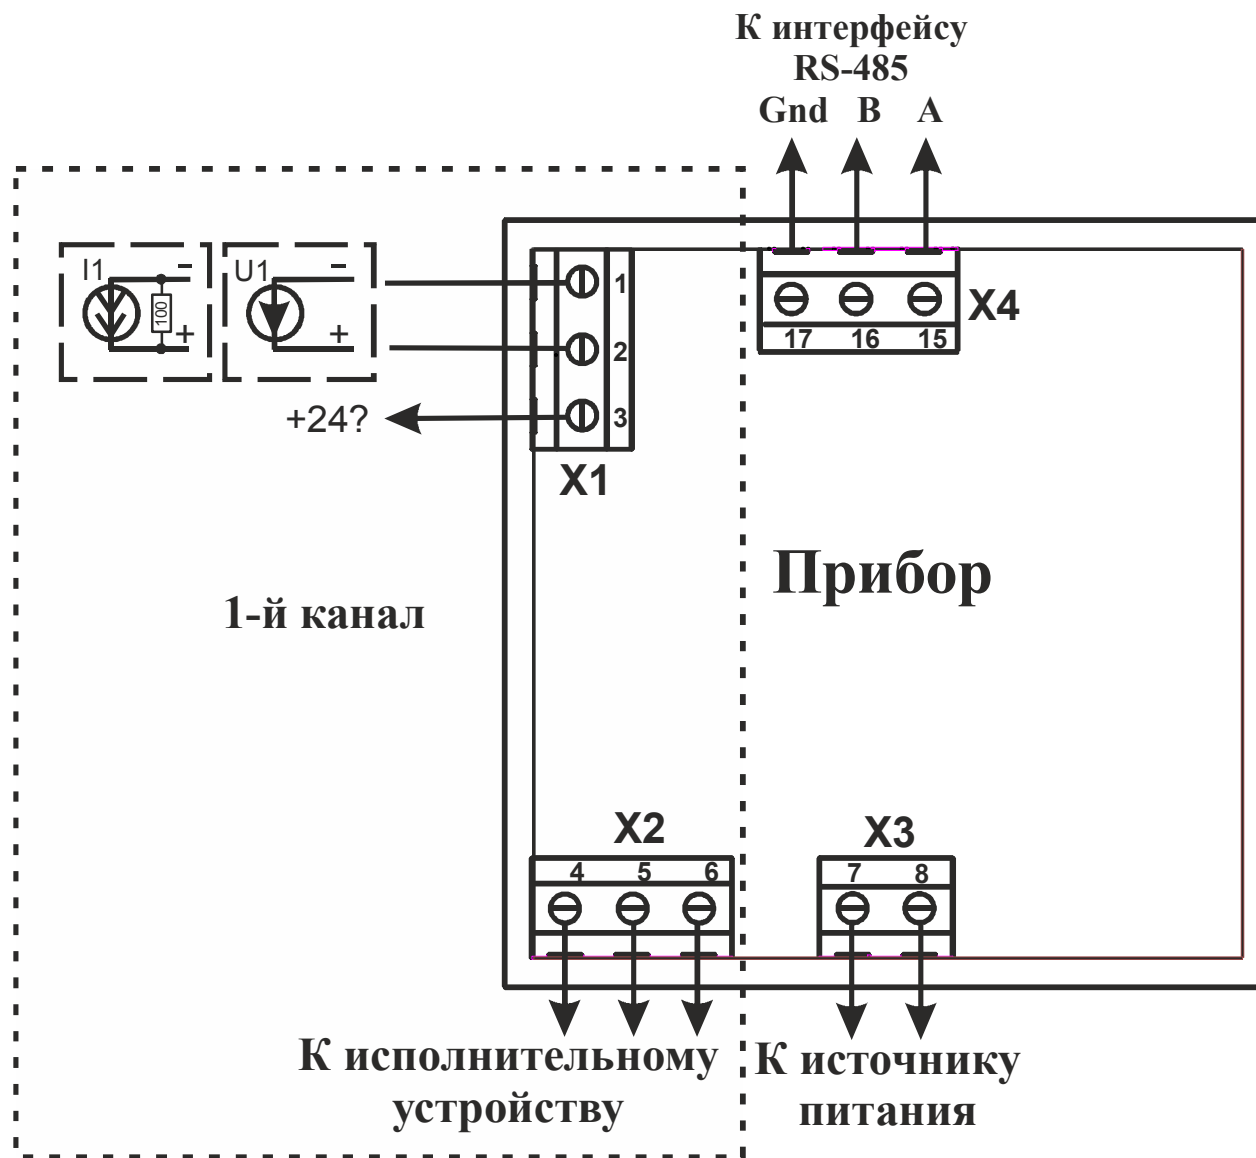 К интерфейсу
RS-485
Gnd B A
I1 - 100 +
U1 - +
1
2
3
+24?
X1
X4
17 16 15
Прибор
1-й канал
X2
4 5 6
X3
7 8
К исполнительному
устройству
К источнику
питания